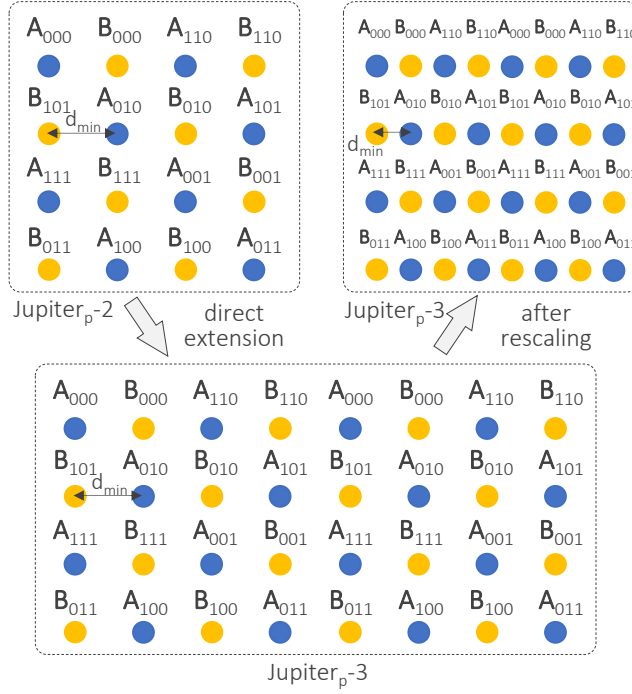 A000 B000 A110 B110
B101 A010 B010 A101
dmin
A111 B111 A001 B001
B011 A100 B100 A011
Jupiterp-2
A000 B000 A110 B110 A000 B000 A110 B110
B101 A010 B010 A101 B101 A010 B010 A101
dmin
A111 B111 A001 B001 A111 B111 A001 B001
B011 A100 B100 A011 B011 A100 B100 A011
Jupiterp-3
direct
extension
after
rescaling
A000 B000 A110 B110 A000 B000 A110 B110
B101 A010 B010 A101 B101 A010 B010 A101
dmin
A111 B111 A001 B001 A111 B111 A001 B001
B011 A100 B100 A011 B011 A100 B100 A011
Jupiterp-3